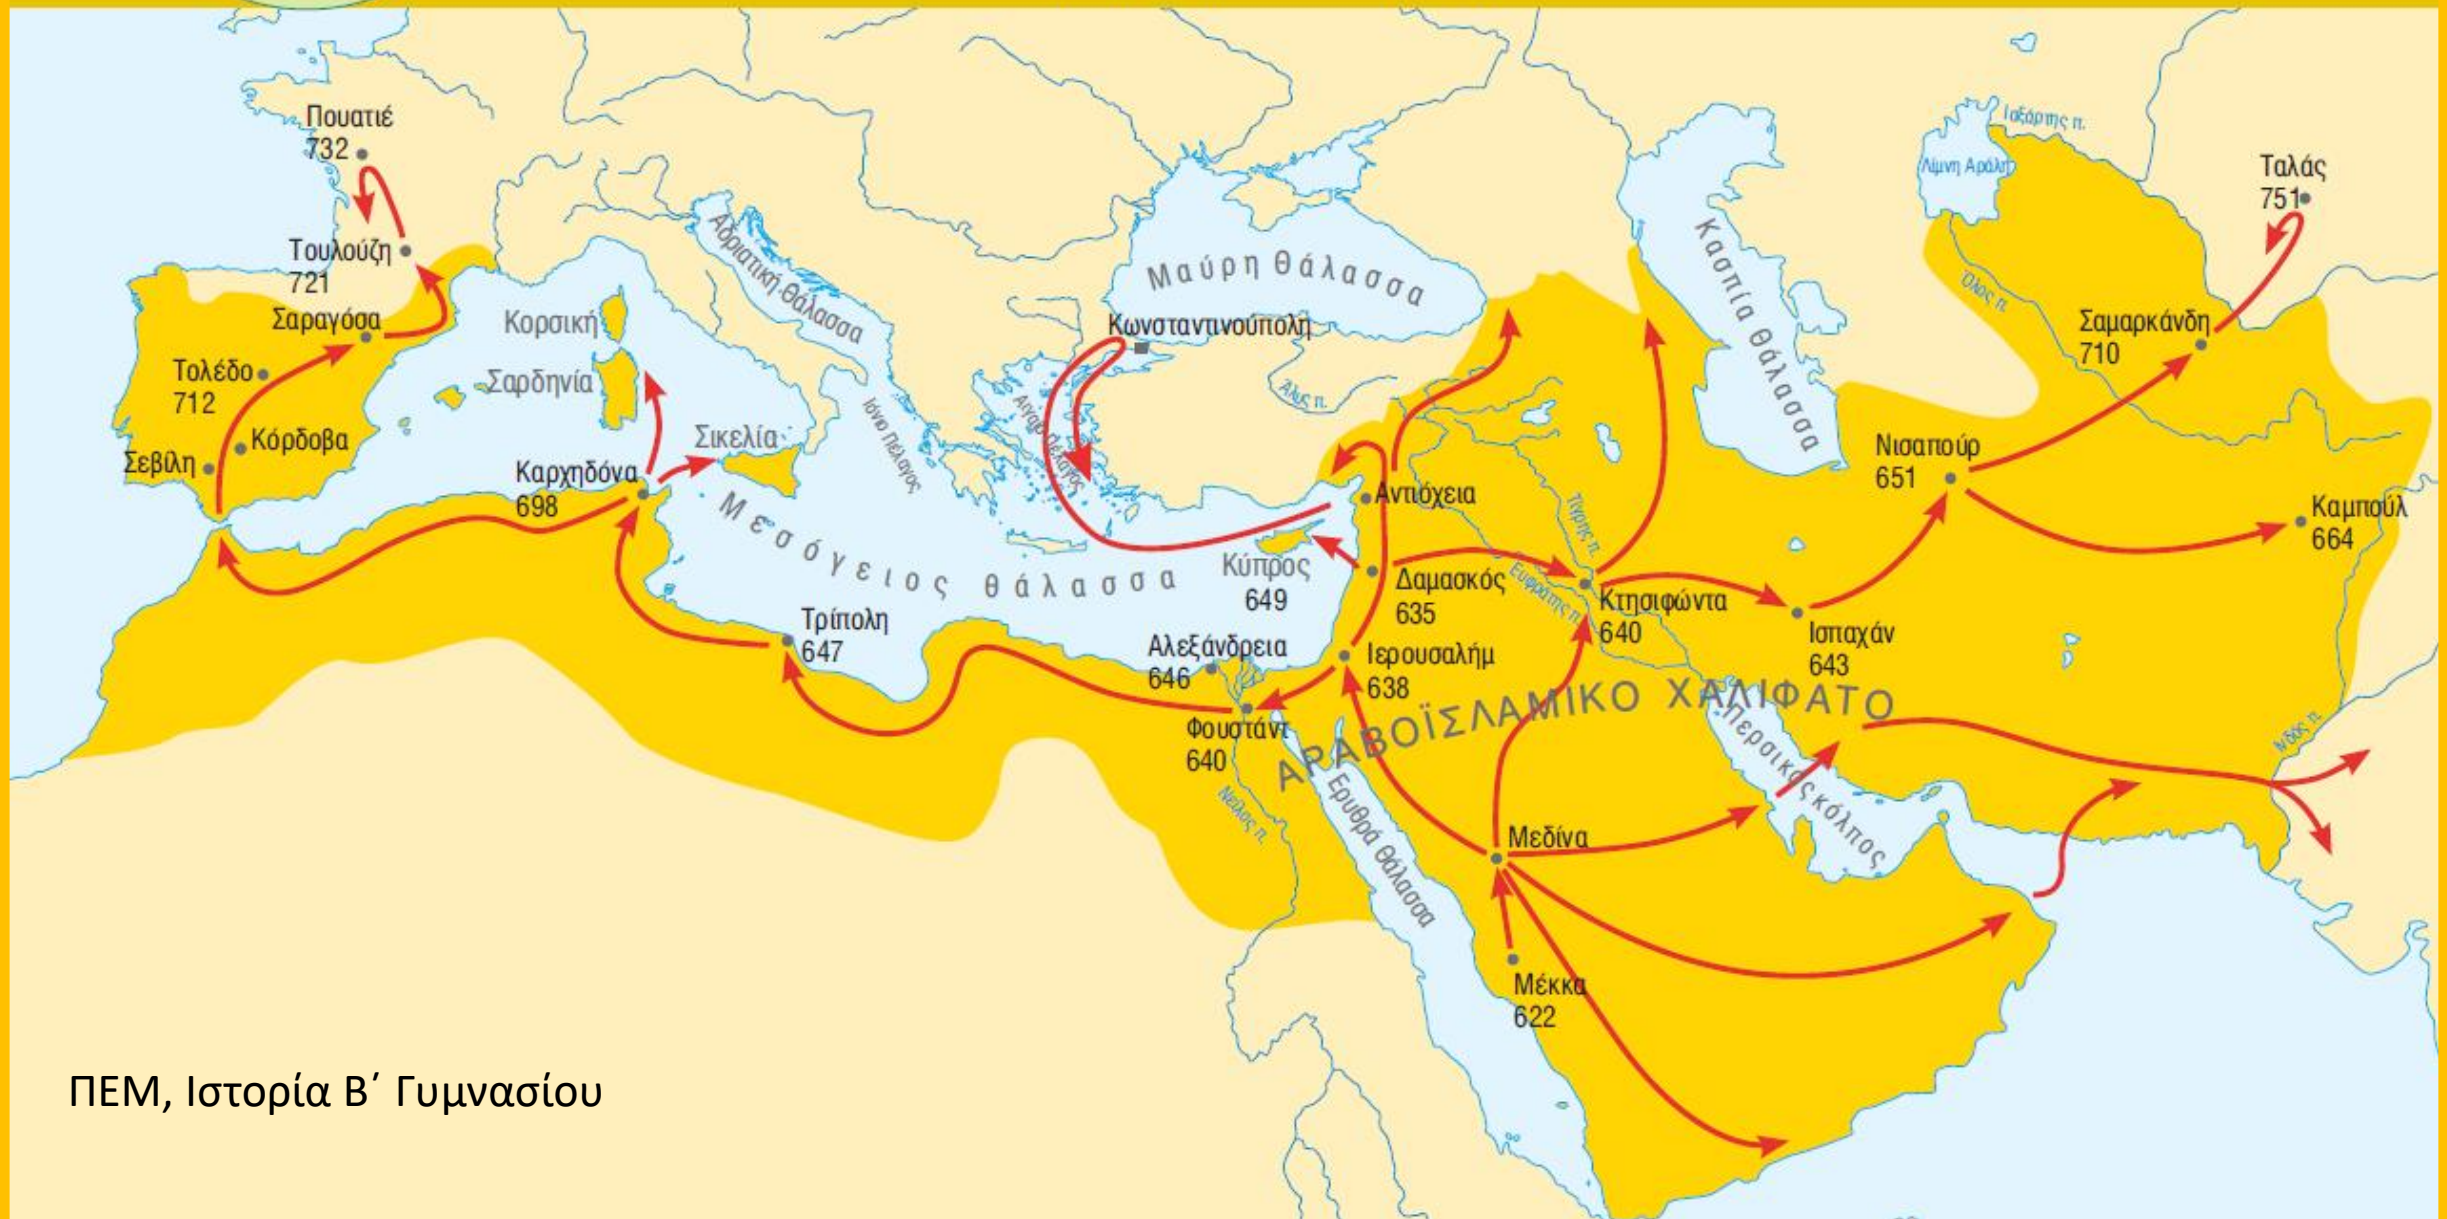 Πουατιέ
732
Τουλούζη
721
Σαραγόσα
Τολέδο
712
Κόρδοβα
Σεβίλη
Κορσική
Σαρδηνία
Σικελία
Καρχηδόνα
698
Αδριατική Θάλασσα
Ιόνιο Πέλαγος
Αιγαίο Πέλαγος
Μαύρη Θάλασσα
Κωνσταντινούπολη
Άλυς π.
Κασπία Θάλασσα
Λίμνη Αράλη
Ιαξάρτης π.
Ταλάς
751
Ώξος π.
Σαμαρκάνδη
710
Νισαπούρ
651
Καμπούλ
664
Μεσόγειος θάλασσα
Αντιόχεια
Κύπρος
649
Δαμασκός
635
Τίγρης π.
Ευφράτης π.
Κτησιφώντα
640
Ισπαχάν
643
Τρίπολη
647
Αλεξάνδρεια
646
Ιερουσαλήμ
638
Φουστάντ
640
Νείλος π.
ΑΡΑΒΟΪΣΛΑΜΙΚΟ ΧΑΛΙΦΑΤΟ
Ερυθρά Θάλασσα
Περσικός κόλπος
Ινδός π.
Μεδίνα
Μέκκα
622
ΠΕΜ, Ιστορία Β΄ Γυμνασίου